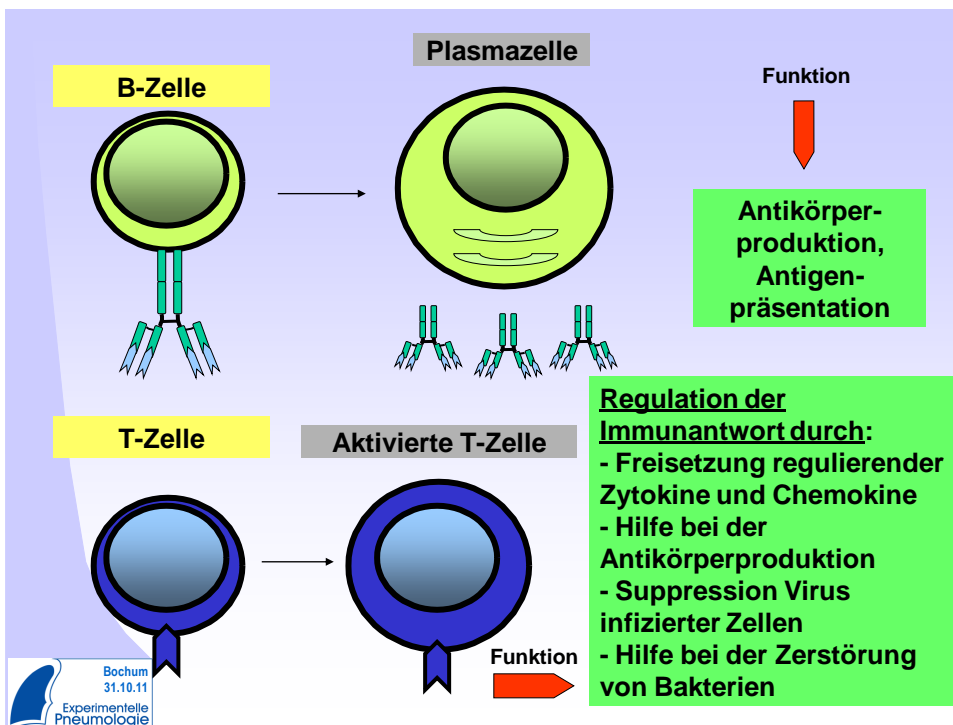 Plasmazelle
B-Zelle
Funktion
Antikörper-
produktion,
Antigen-
präsentation
T-Zelle
Aktivierte T-Zelle
Regulation der
Immunantwort durch:
- Freisetzung regulierender
Zytokine und Chemokine
- Hilfe bei der
Antikörperproduktion
- Suppression Virus
infizierter Zellen
- Hilfe bei der Zerstörung
von Bakterien
Funktion
Bochum
31.10.11
Experimentelle
Pneumologie